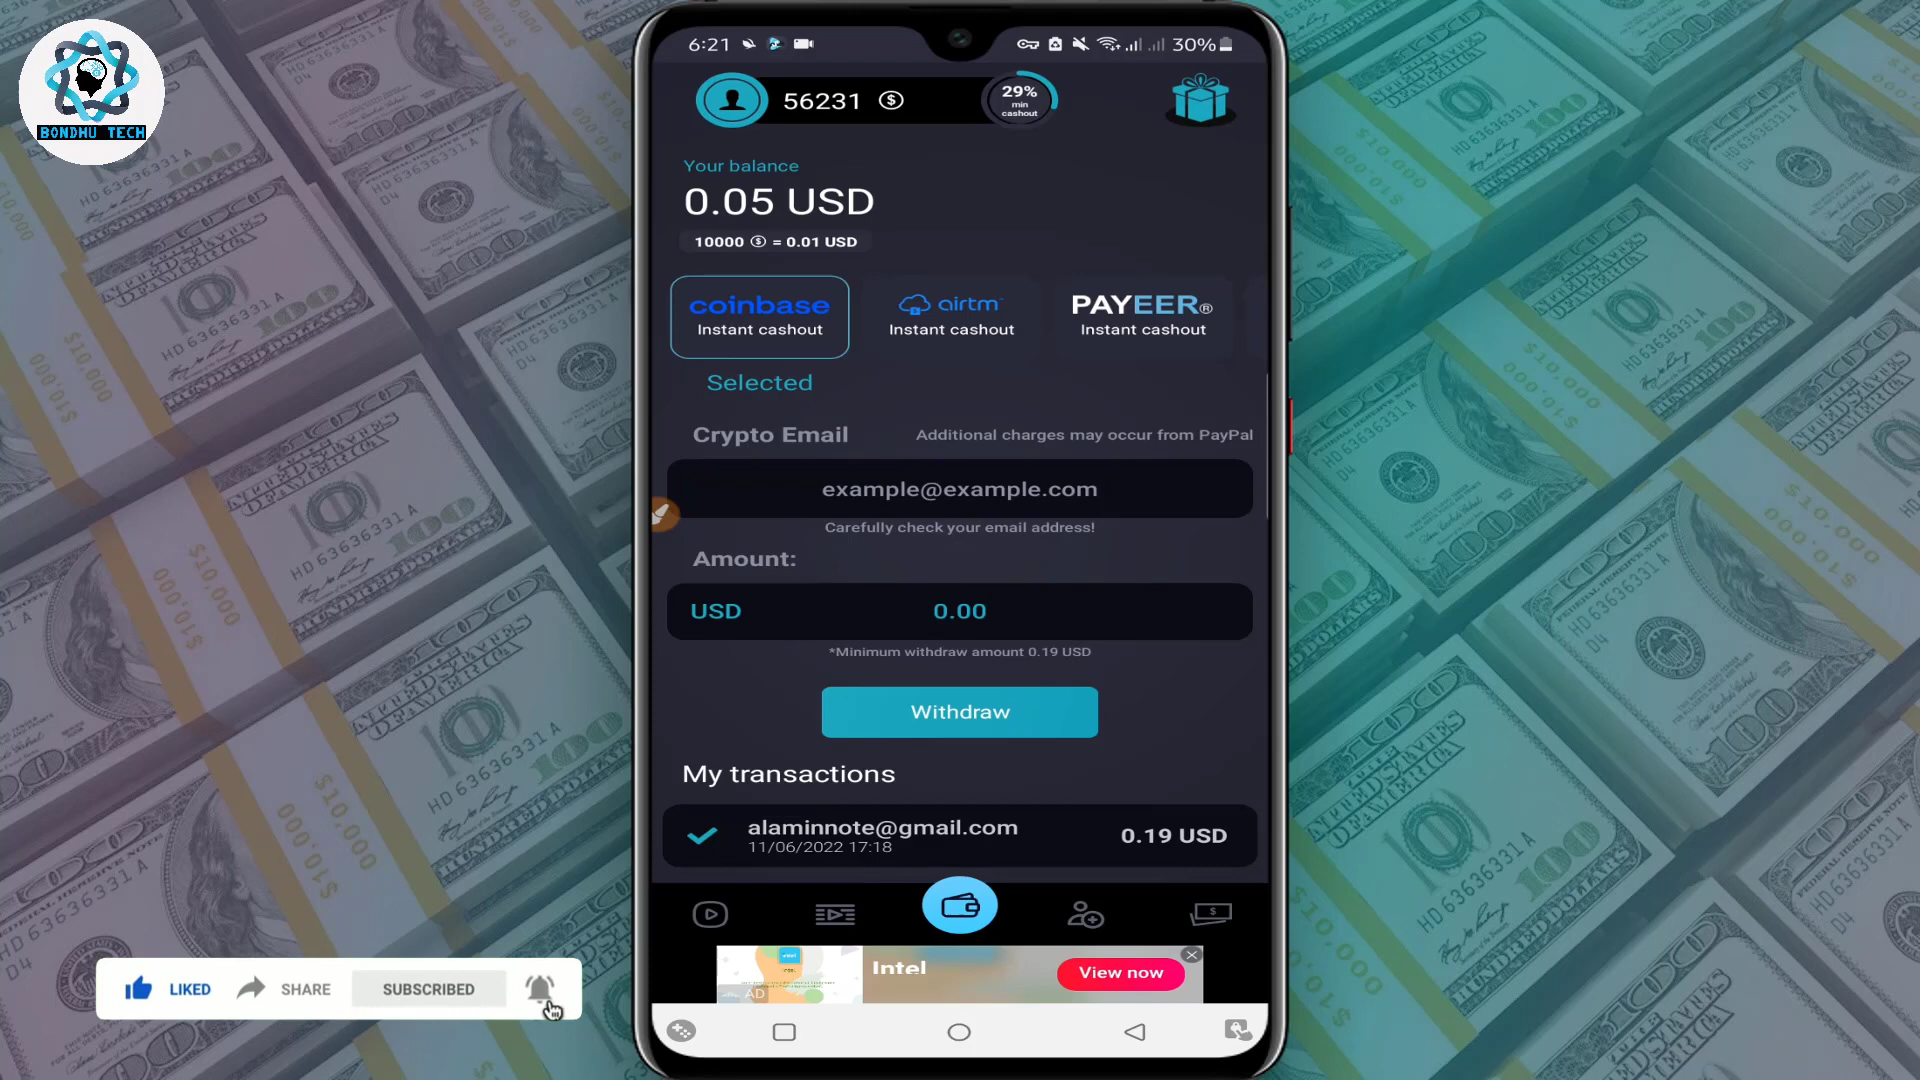 BONDHU TECH
6:21
30%
56231
29%
min
cashout
Your balance
0.05 USD
10000 $ = 0.01 USD
coinbase
Instant cashout
airtm
Instant cashout
PAYEER®
Instant cashout
Selected
Crypto Email
Additional charges may occur from PayPal
example@example.com
Carefully check your email address!
Amount:
USD
0.00
*Minimum withdraw amount 0.19 USD
Withdraw
My transactions
alaminnote@gmail.com
11/06/2022 17:18
0.19 USD
Intel
View now
AD
LIKED
SHARE
SUBSCRIBED